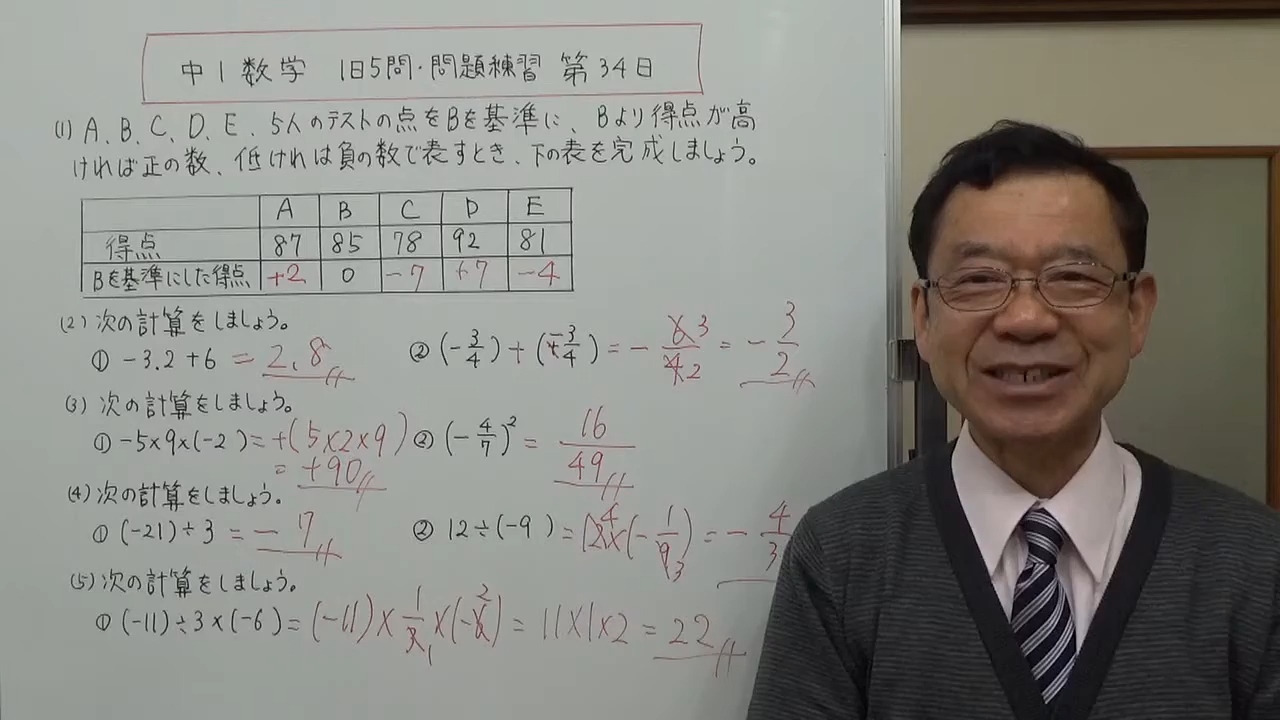 中1数学 1日5問・問題練習 第34日
(1) A、B、C、D、E、5人のテストの点をBを基準に、Bより得点が高
ければ正の数、低ければ負の数で表すとき、下の表を完成しましょう。
A B C D E
得点 87 85 78 92 81
Bを基準にした得点 +2 0 -7 +7 -4
(2) 次の計算をしましょう。
① -3.2+6 = 2.8 ② (-3/4)+(-3/4) = -6/4 3 2 = -3/2
(3) 次の計算をしましょう。
① -5×9×(-2) = +(5×2×9) ② (-4/7)² = 16/49
= +90
(4) 次の計算をしましょう。
① (-21)÷3 = -7 ② 12÷(-9) = 12 4×(-1/9 3) = -4/3
(5) 次の計算をしましょう。
① (-11)÷3×(-6) = (-11)×1/3 1×(-6 2) = 11×1×2 = 22